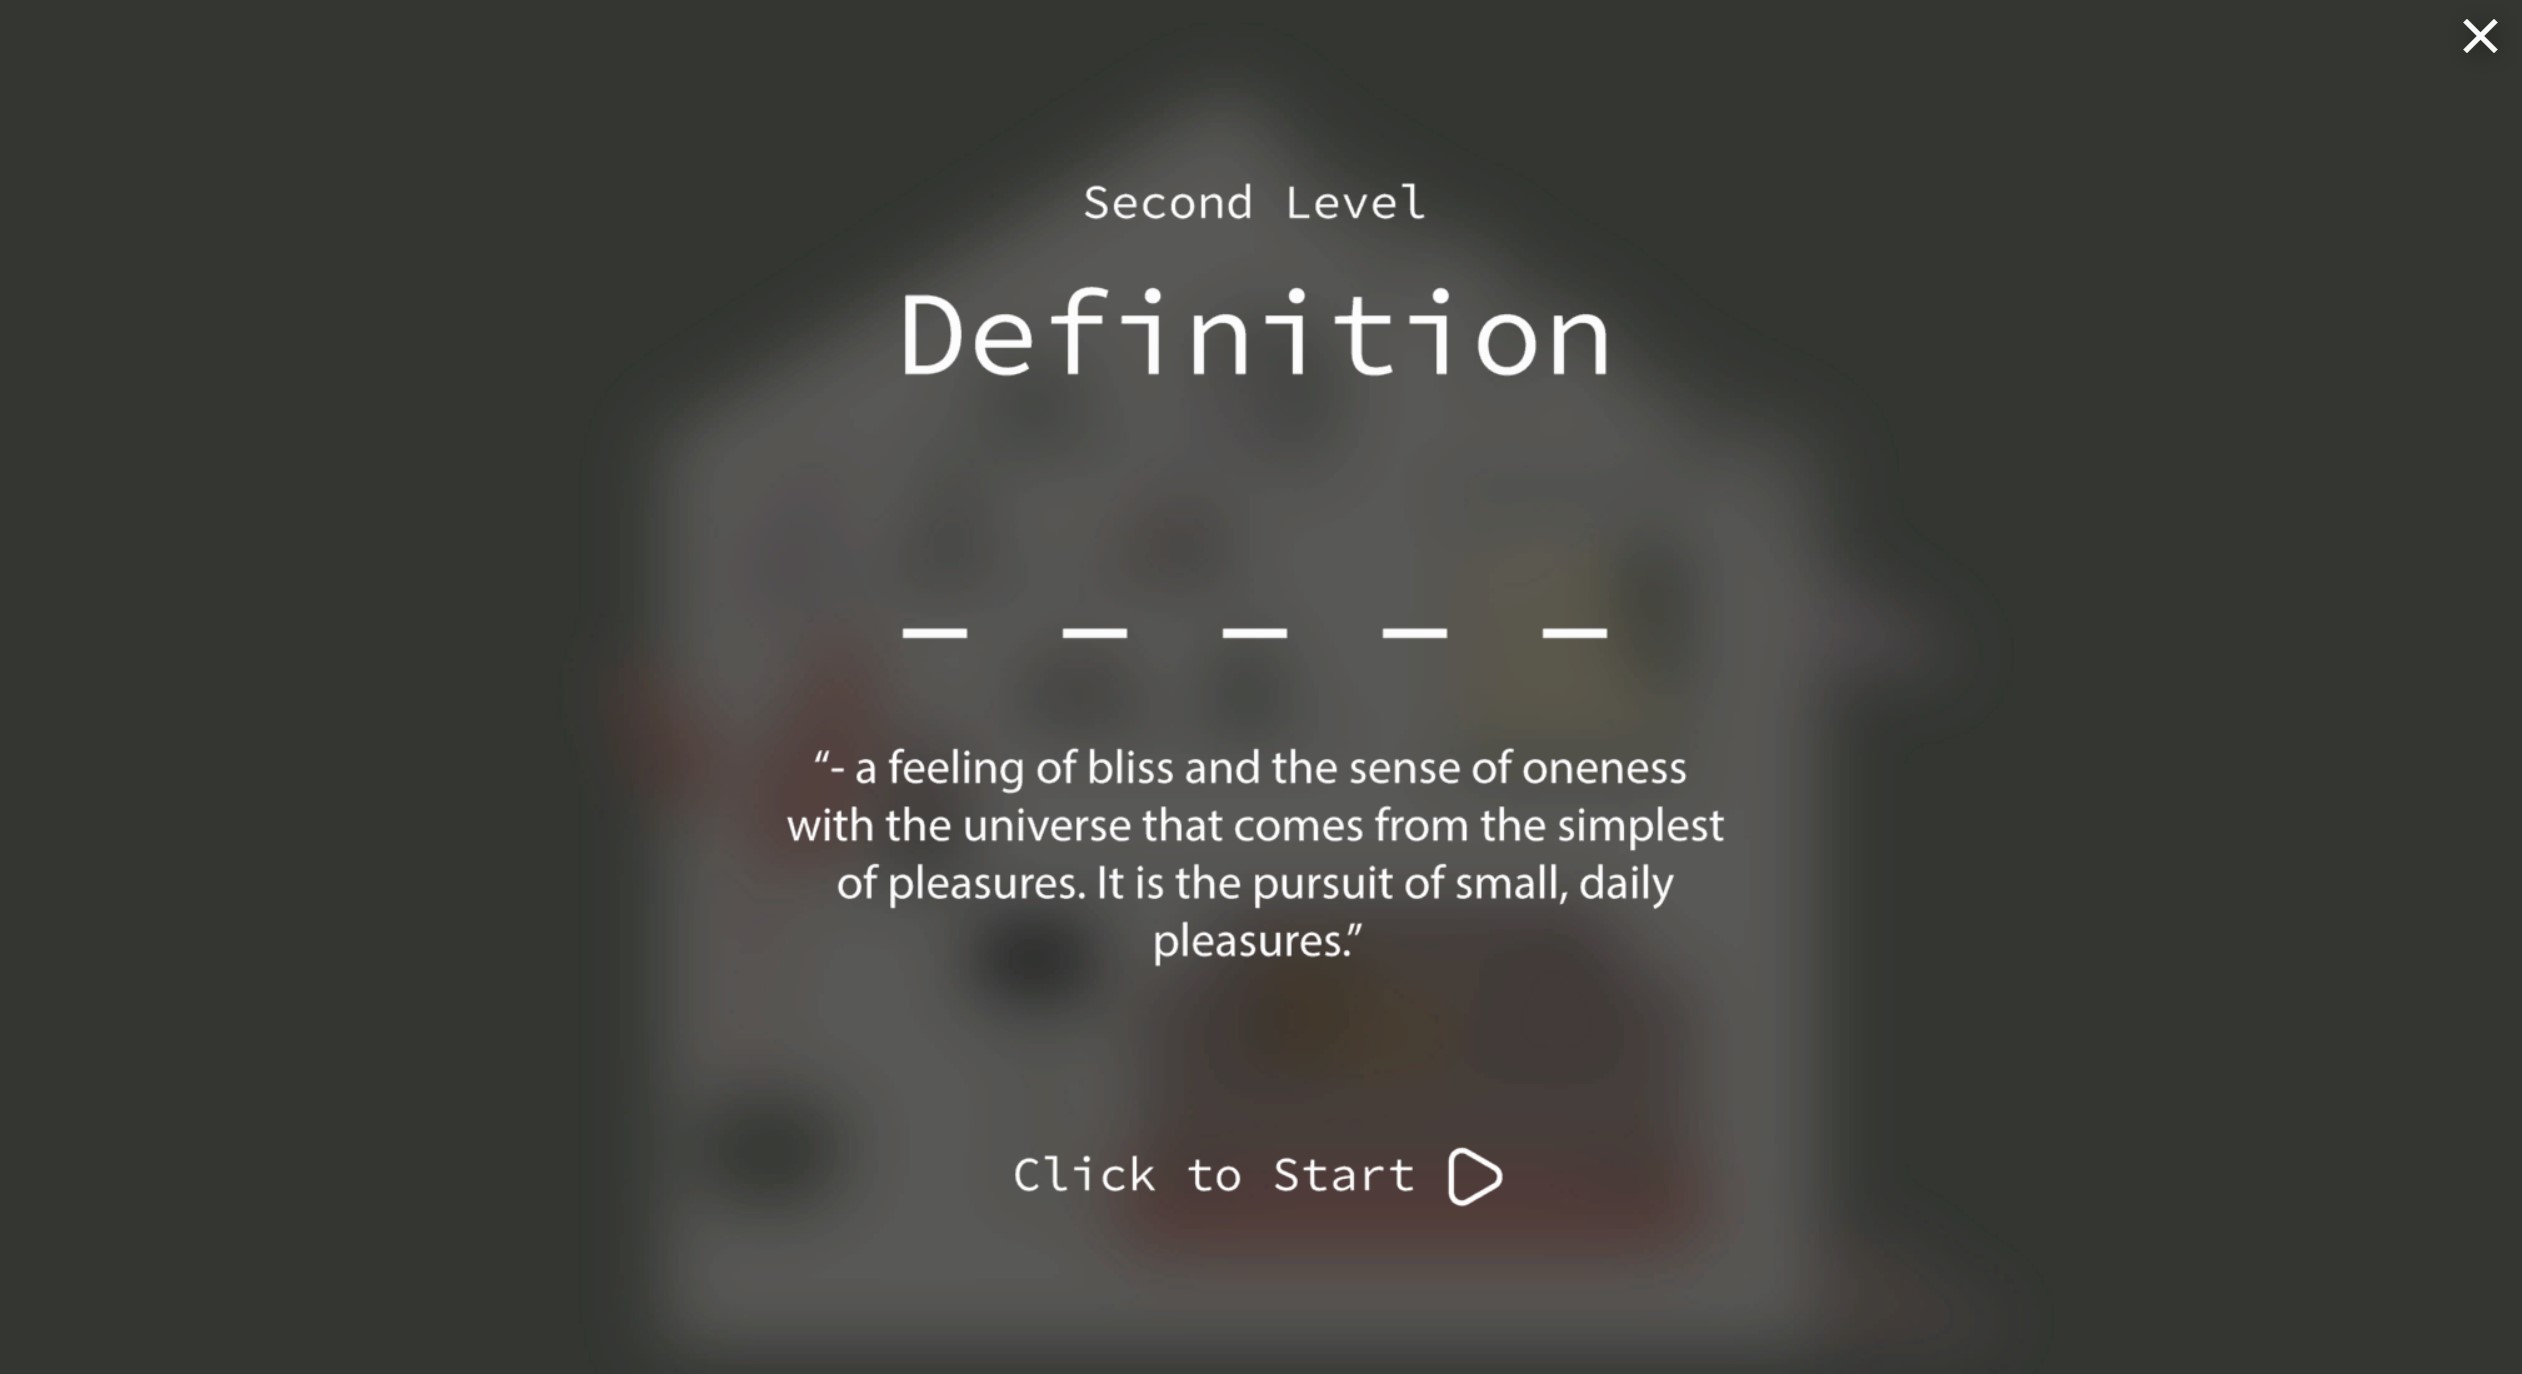 Second Level
Definition
_ _ _ _ _
“- a feeling of bliss and the sense of oneness
with the universe that comes from the simplest
of pleasures. It is the pursuit of small, daily
pleasures.”
Click to Start